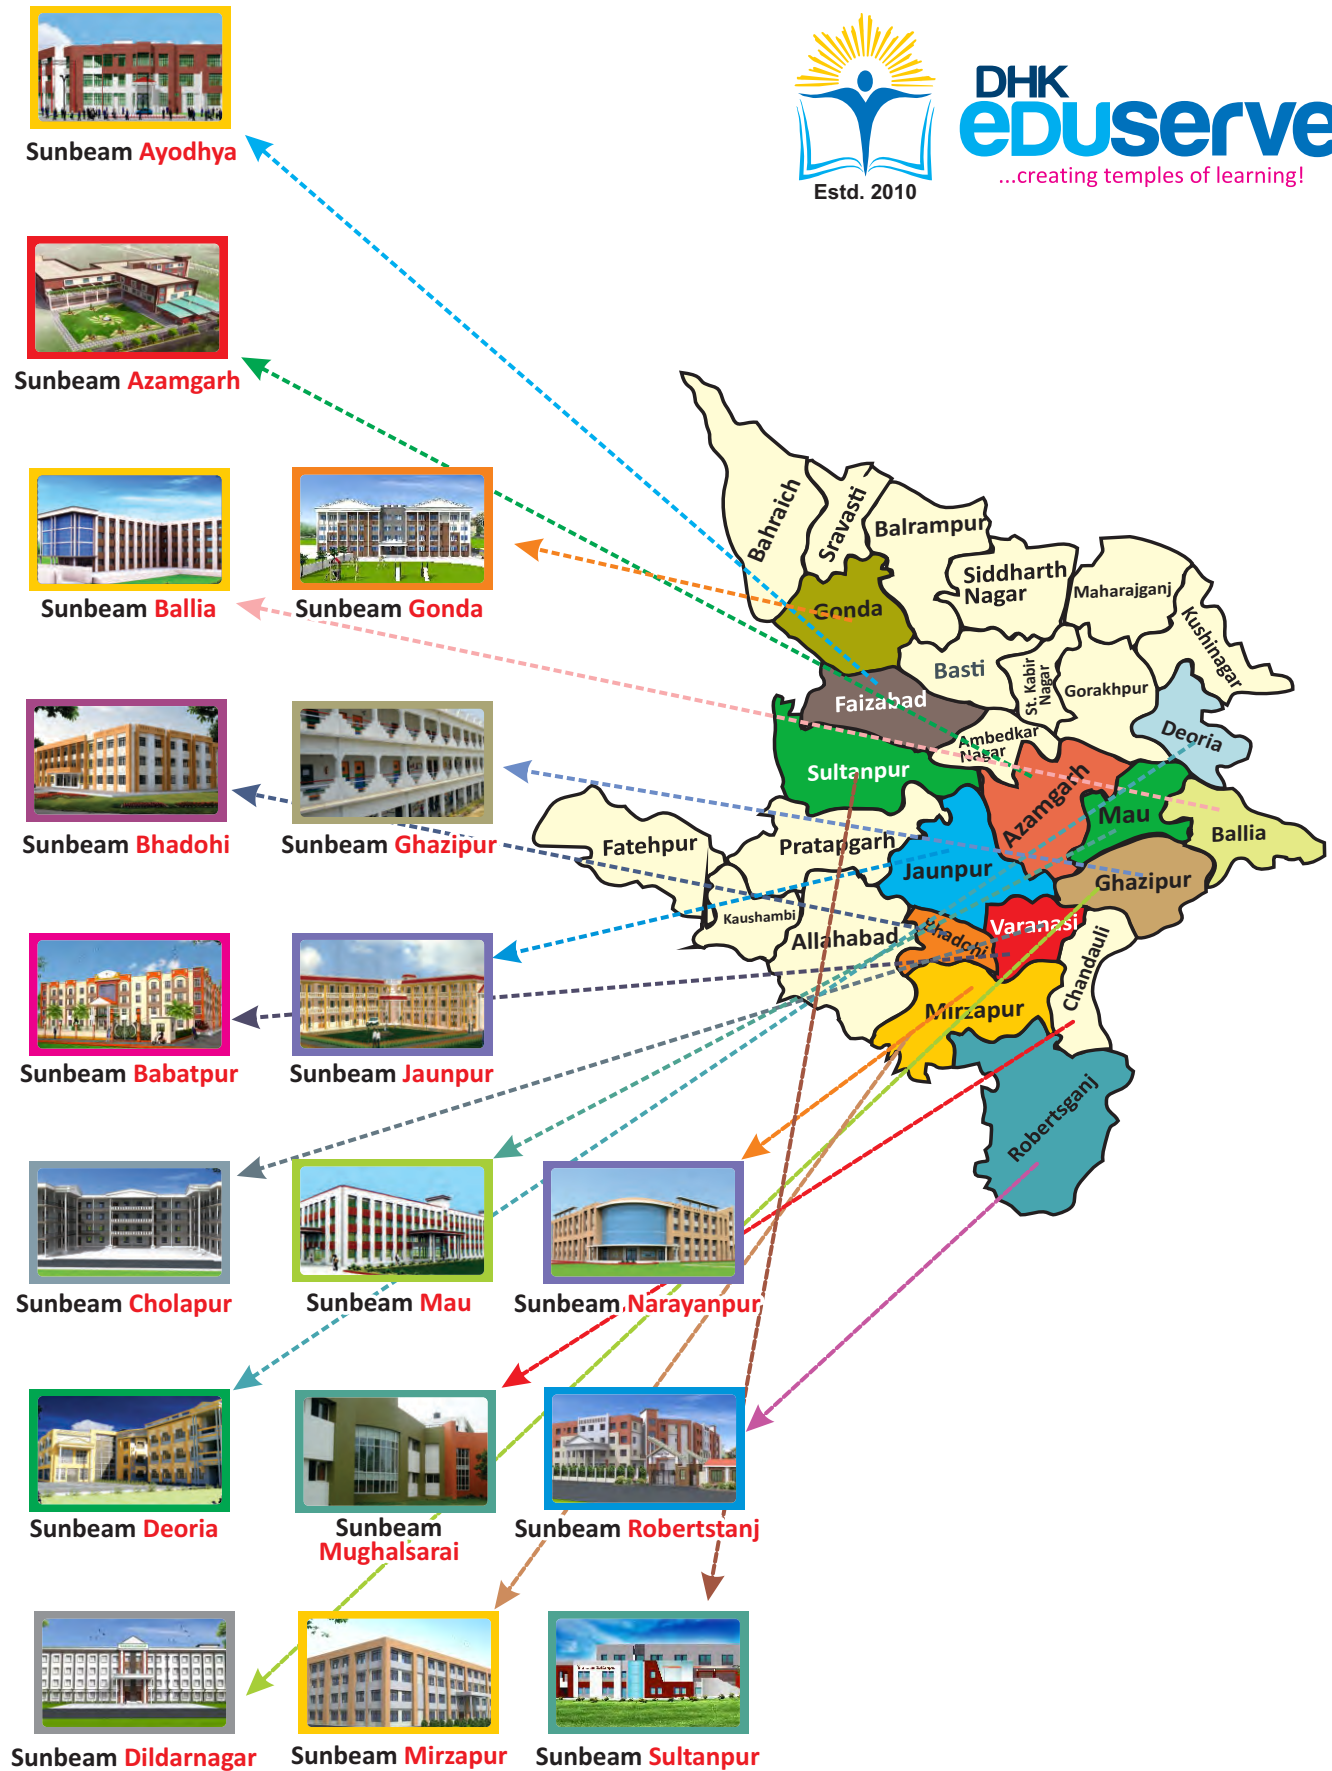 DHK
eDUserve
...creating temples of learning!
Estd. 2010
Sunbeam Ayodhya
Sunbeam Azamgarh
Sunbeam Ballia
Sunbeam Gonda
Sunbeam Bhadohi
Sunbeam Ghazipur
Sunbeam Babatpur
Sunbeam Jaunpur
Sunbeam Cholapur
Sunbeam Mau
Sunbeam Narayanpur
Sunbeam Deoria
Sunbeam
Mughalsarai
Sunbeam Robertstanj
Sunbeam Dildarnagar
Sunbeam Mirzapur
Sunbeam Sultanpur
Bahraich
Sravasti
Balrampur
Siddharth
Nagar
Maharajganj
Kushinagar
Gonda
Basti
St. Kabir
Nagar
Gorakhpur
Deoria
Faizabad
Ambedkar
Nagar
Sultanpur
Azamgarh
Mau
Ballia
Fatehpur
Pratapgarh
Jaunpur
Ghazipur
Kaushambi
Allahabad
Bhadohi
Varanasi
Chandauli
Mirzapur
Robertsganj